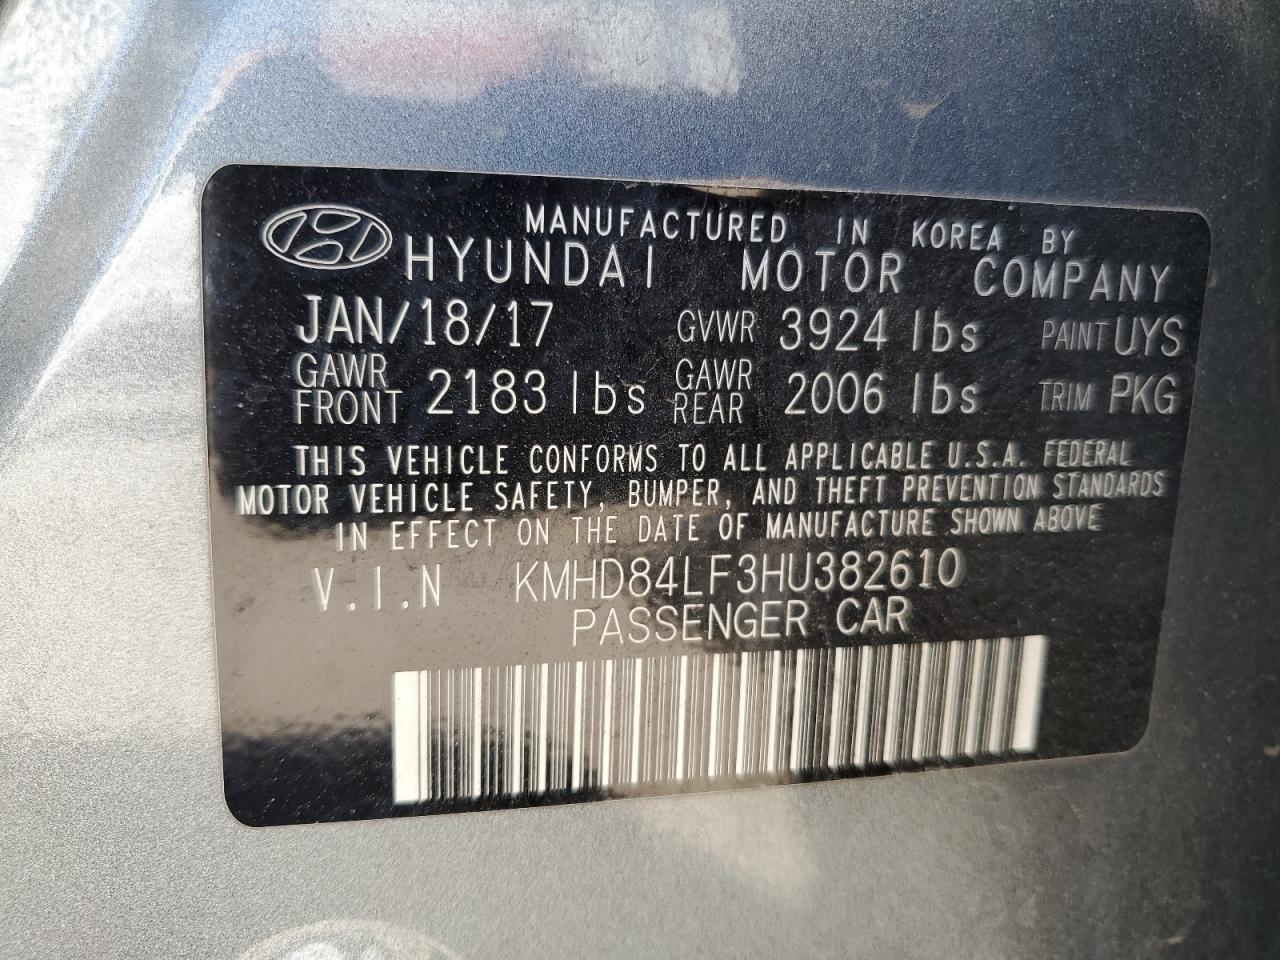 MANUFACTURED IN KOREA BY
HYUNDAI MOTOR COMPANY
JAN/18/17 GVWR 3924 lbs PAINT UYS
GAWR FRONT 2183 lbs GAWR REAR 2006 lbs TRIM PKG
THIS VEHICLE CONFORMS TO ALL APPLICABLE U.S.A. FEDERAL
MOTOR VEHICLE SAFETY, BUMPER, AND THEFT PREVENTION STANDARDS
IN EFFECT ON THE DATE OF MANUFACTURE SHOWN ABOVE
V.I.N KMHD84LF3HU382610
PASSENGER CAR